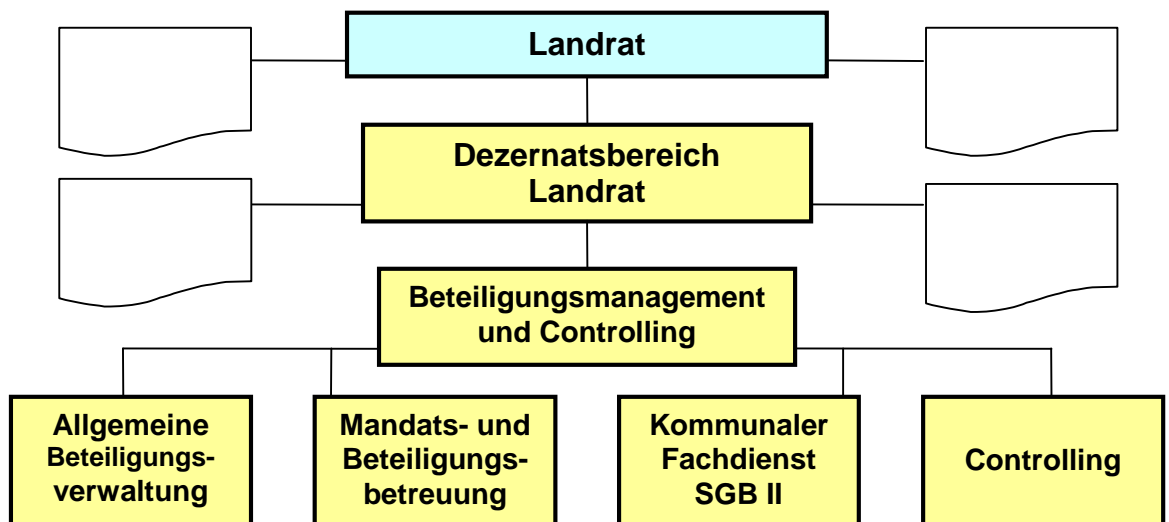 Landrat
Dezernatsbereich
Landrat
Beteiligungsmanagement
und Controlling
Allgemeine
Beteiligungs-
verwaltung
Mandats- und
Beteiligungs-
betreuung
Kommunaler
Fachdienst
SGB II
Controlling